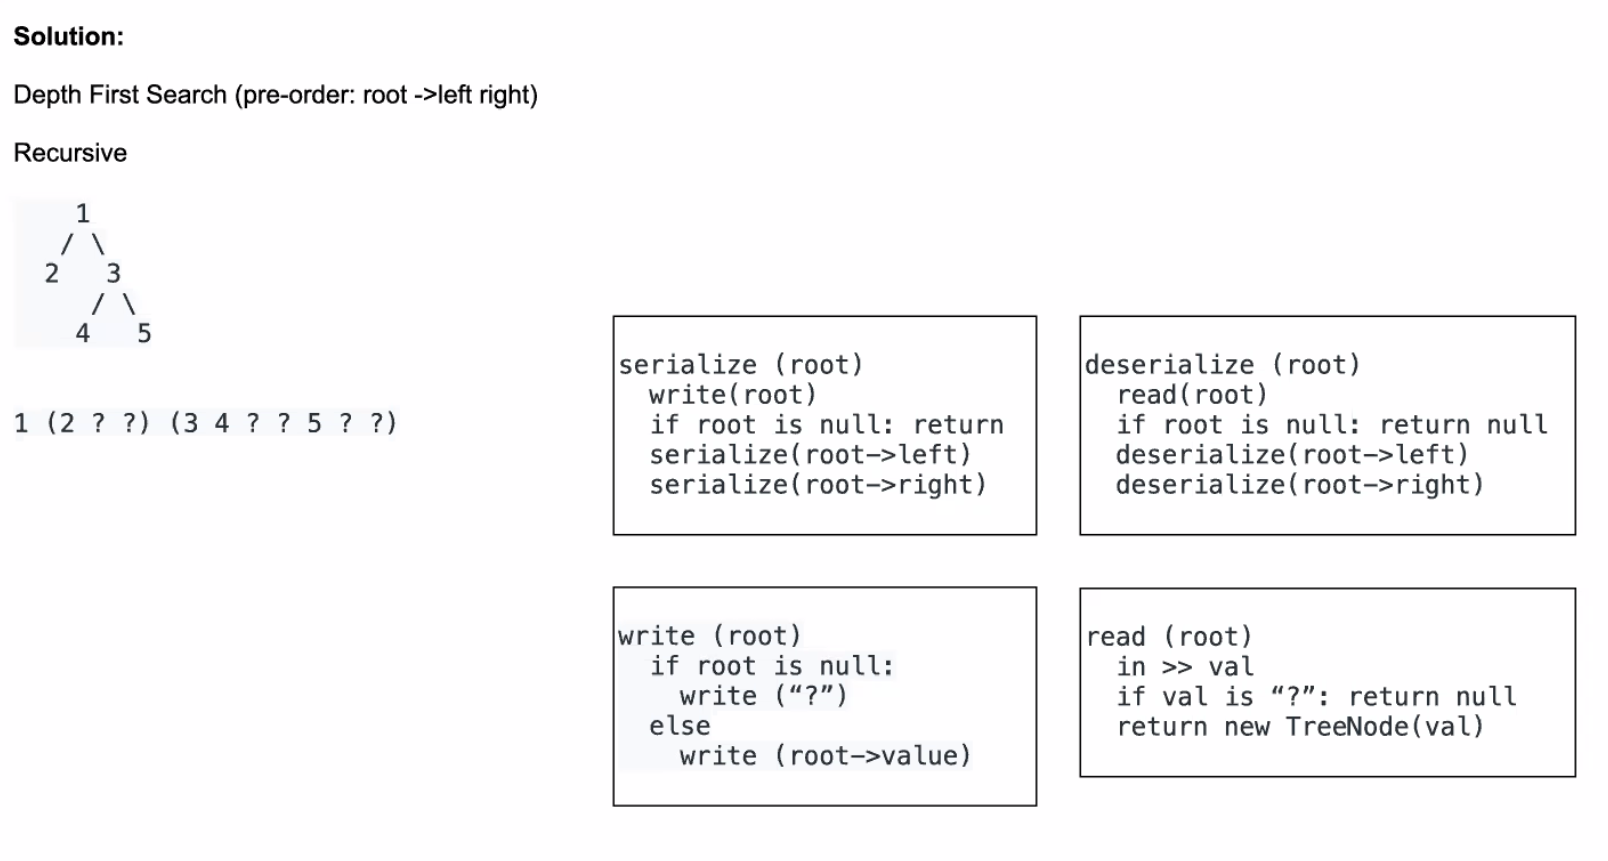 Solution:
Depth First Search (pre-order: root ->left right)
Recursive
1
/ \
2 3
/ \
4 5
1 (2 ? ?) (3 4 ? ? 5 ? ?)
serialize (root)
write(root)
if root is null: return
serialize(root->left)
serialize(root->right)
deserialize (root)
read(root)
if root is null: return null
deserialize(root->left)
deserialize(root->right)
write (root)
if root is null:
write (“?”)
else
write (root->value)
read (root)
in >> val
if val is “?”: return null
return new TreeNode(val)